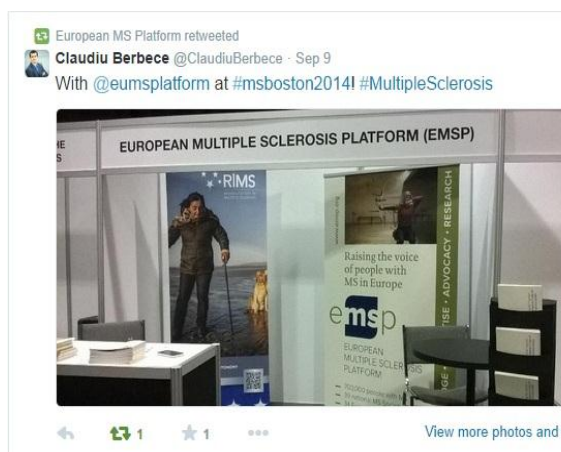 European MS Platform retweeted
Claudiu Berbece @ClaudiuBerbece · Sep 9
With @eumsplatform at #msboston2014! #MultipleSclerosis
HE
S
EUROPEAN MULTIPLE SCLEROSIS PLATFORM (EMSP)
RIMS
Raising the voice
of people with
MS in Europe
emsp
EUROPEAN
MULTIPLE SCLEROSIS
PLATFORM
TISE • ADVOCACY • RESEARCH
1
1
View more photos and